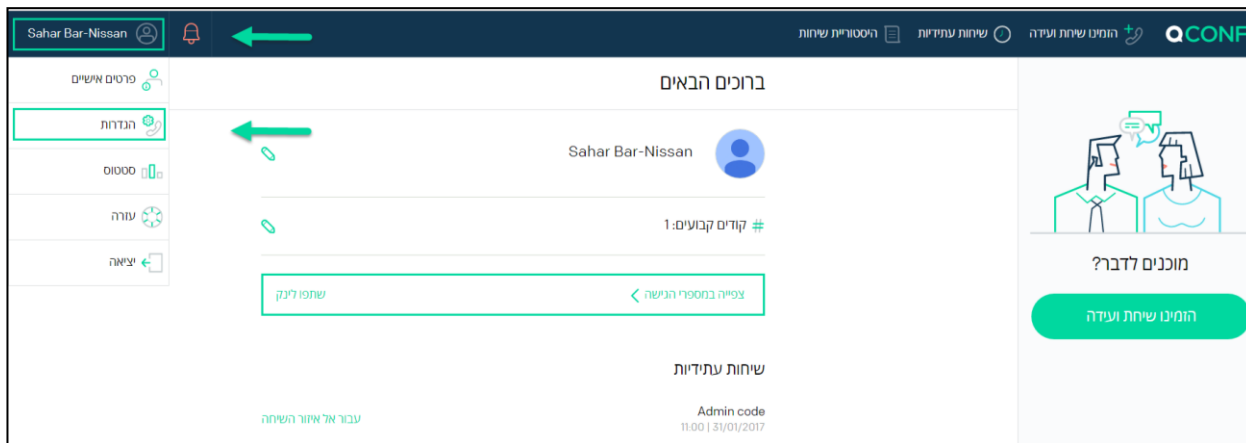 QCONF
הזמינו שיחת ועידה
שיחות עתידיות
היסטוריית שיחות
Sahar Bar-Nissan
פרטים אישיים
הגדרות
סטטוס
עזרה
יציאה
ברוכים הבאים
Sahar Bar-Nissan
# קודים קבועים: 1
צפייה במספרי הגישה
שתפו לינק
שיחות עתידיות
Admin code
11:00 | 31/01/2017
עבור אל איזור השיחה
מוכנים לדבר?
הזמינו שיחת ועידה